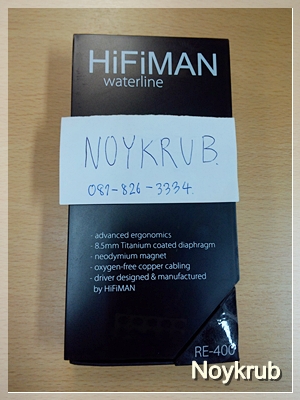 HiFiMAN
waterline
NOYKRUB.
087-826-3334.
· advanced ergonomics
· 8.5mm Titanium coated diaphragm
· neodymium magnet
· oxygen-free copper cabling
· driver designed & manufactured
by HiFiMAN
RE-400
Noykrub